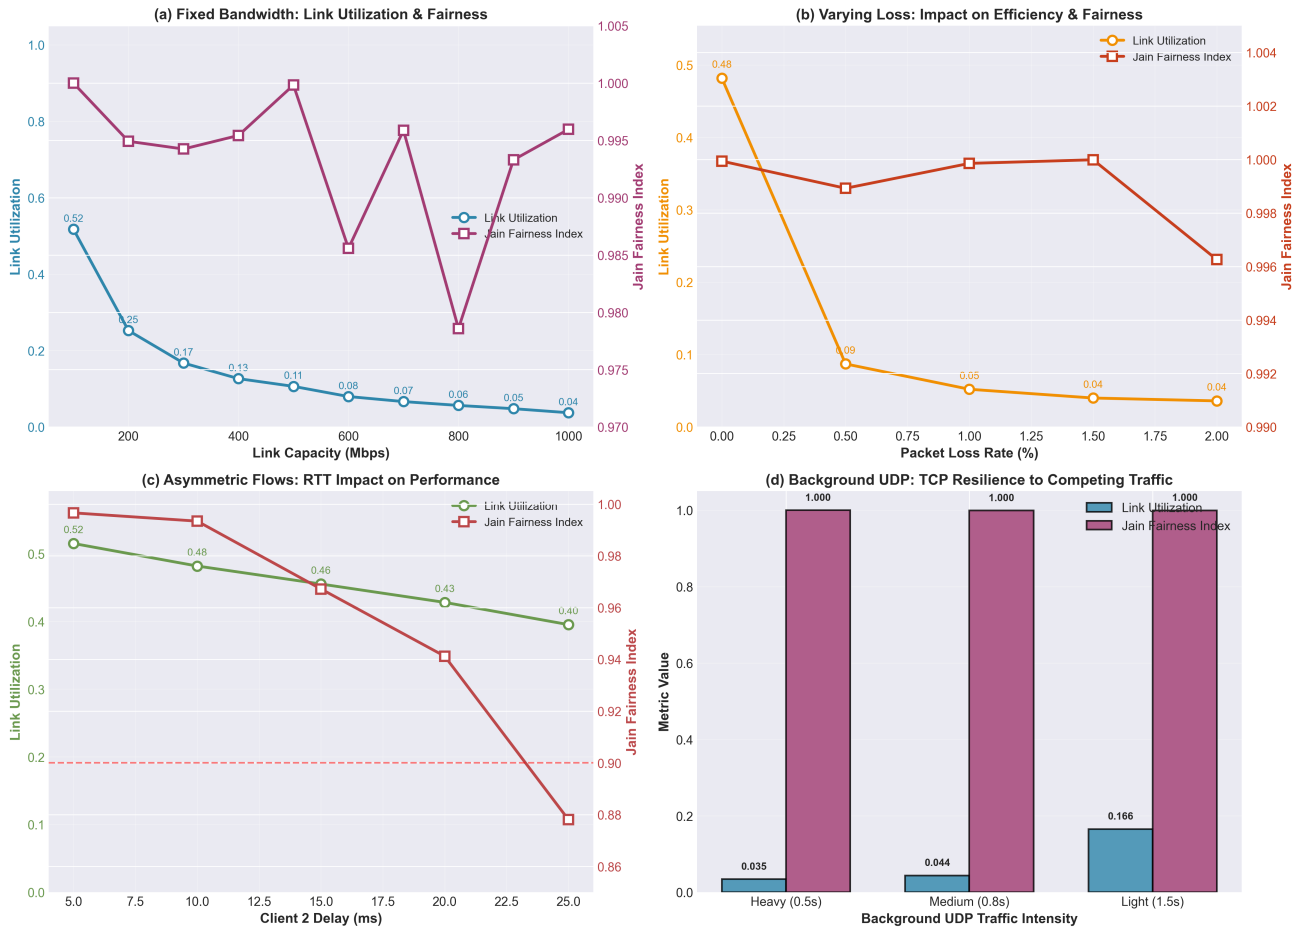 (a) Fixed Bandwidth: Link Utilization & Fairness
1.0
0.8
0.6
0.4
0.2
0.0
Link Utilization
0.52
0.25
0.17
0.13
0.11
0.08
0.07
0.06
0.05
0.04
Link Utilization
Jain Fairness Index
1.005
1.000
0.995
0.990
0.985
0.980
0.975
0.970
Jain Fairness Index
200 400 600 800 1000
Link Capacity (Mbps)
(b) Varying Loss: Impact on Efficiency & Fairness
0.5
0.4
0.3
0.2
0.1
0.0
Link Utilization
0.48
0.09
0.05
0.04
0.04
Link Utilization
Jain Fairness Index
1.004
1.002
1.000
0.998
0.996
0.994
0.992
0.990
Jain Fairness Index
0.00 0.25 0.50 0.75 1.00 1.25 1.50 1.75 2.00
Packet Loss Rate (%)
(c) Asymmetric Flows: RTT Impact on Performance
0.5
0.4
0.3
0.2
0.1
0.0
Link Utilization
0.52
0.48
0.46
0.43
0.40
Link Utilization
Jain Fairness Index
1.00
0.98
0.96
0.94
0.92
0.90
0.88
0.86
Jain Fairness Index
5.0 7.5 10.0 12.5 15.0 17.5 20.0 22.5 25.0
Client 2 Delay (ms)
(d) Background UDP: TCP Resilience to Competing Traffic
1.0
0.8
0.6
0.4
0.2
0.0
Metric Value
1.000 1.000 1.000
Link Utilization
Jain Fairness Index
0.035
0.044
0.166
Heavy (0.5s) Medium (0.8s) Light (1.5s)
Background UDP Traffic Intensity